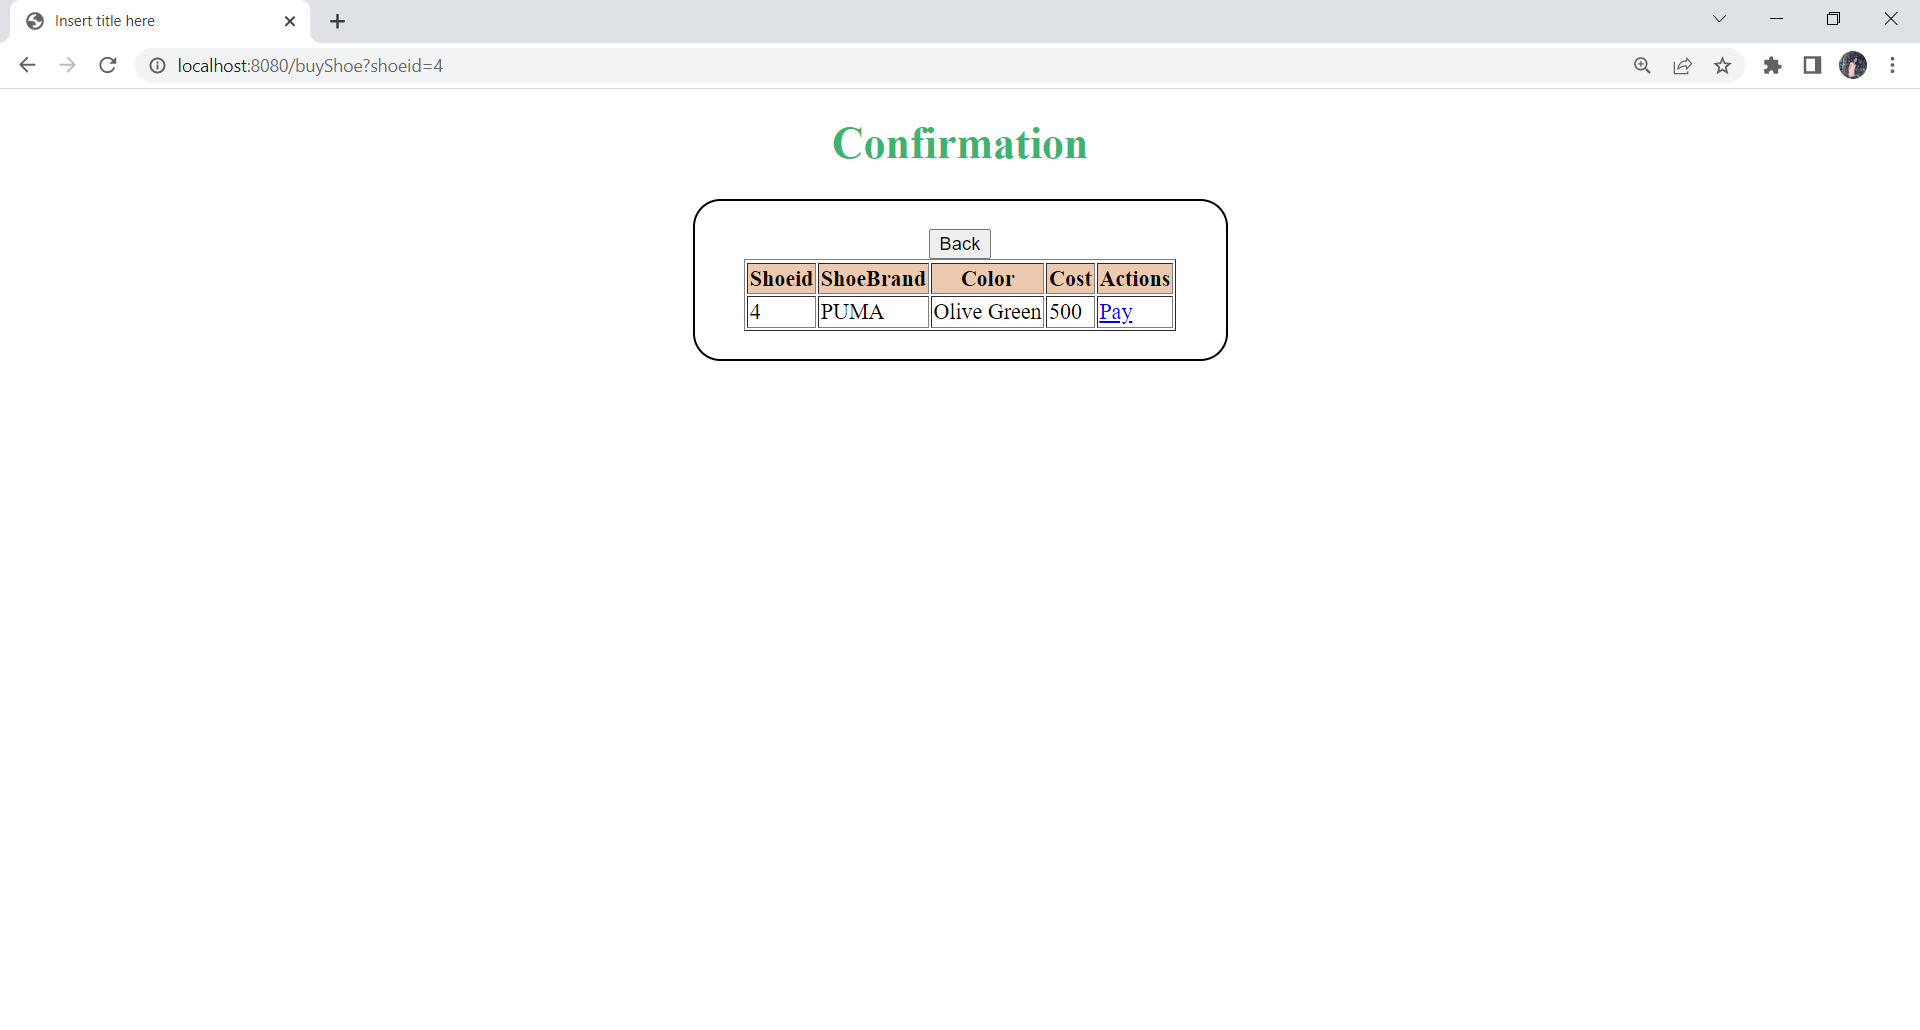 Insert title here
localhost:8080/buyShoe?shoeid=4
Confirmation
Back
Shoeid ShoeBrand Color Cost Actions
4 PUMA Olive Green 500 Pay